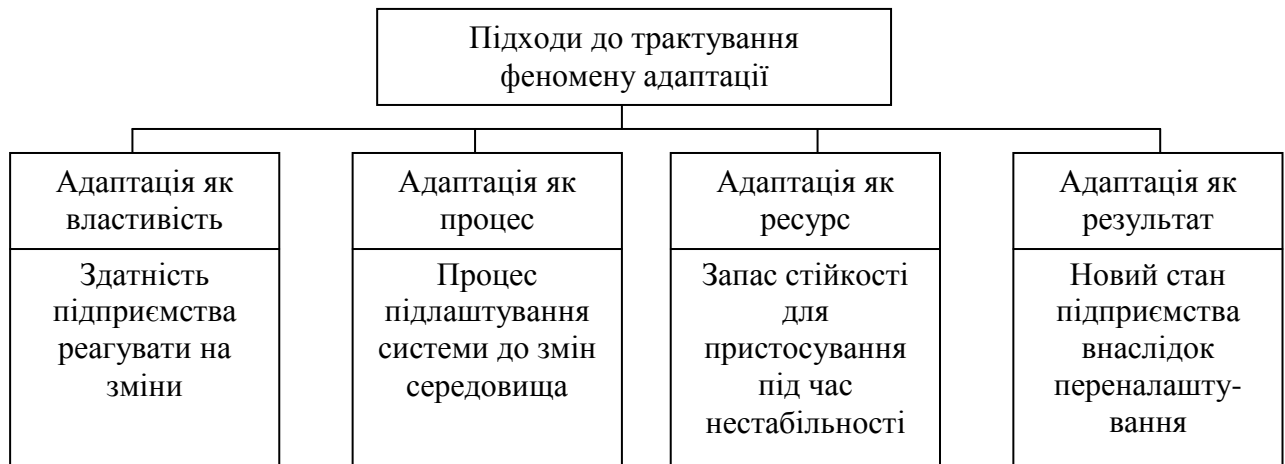 Підходи до трактування
феномену адаптації
Адаптація як
властивість
Здатність
підприємства
реагувати на
зміни
Адаптація як
процес
Процес
підлаштування
системи до змін
середовища
Адаптація як
ресурс
Запас стійкості
для
пристосування
під час
нестабільності
Адаптація як
результат
Новий стан
підприємства
внаслідок
переналашту-
вання